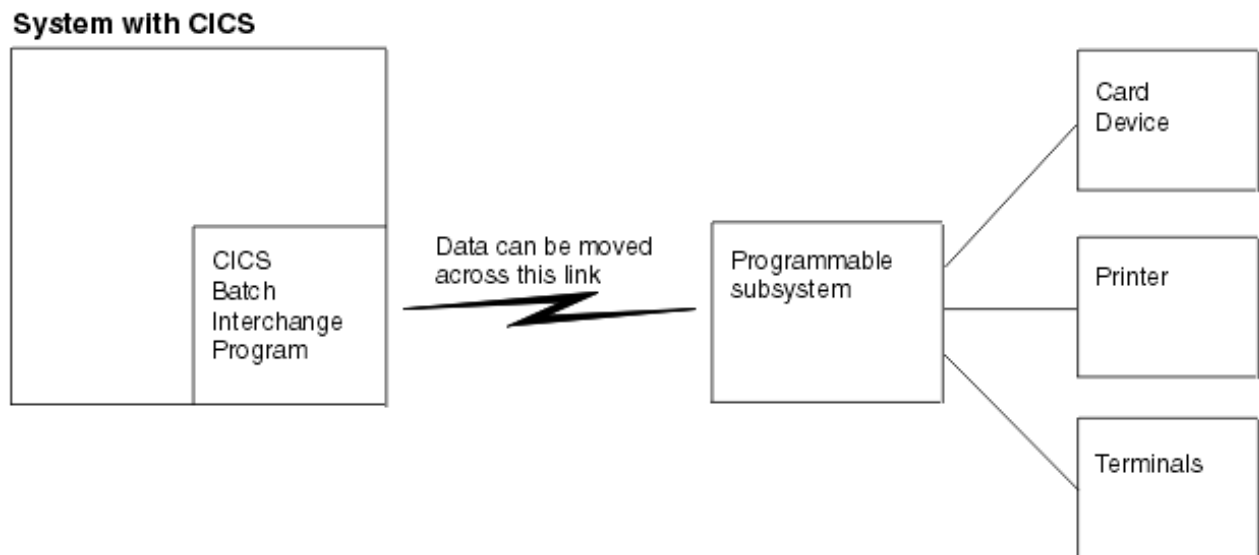 System with CICS
CICS
Batch
Interchange
Program
Data can be moved
across this link
Programmable
subsystem
Card
Device
Printer
Terminals